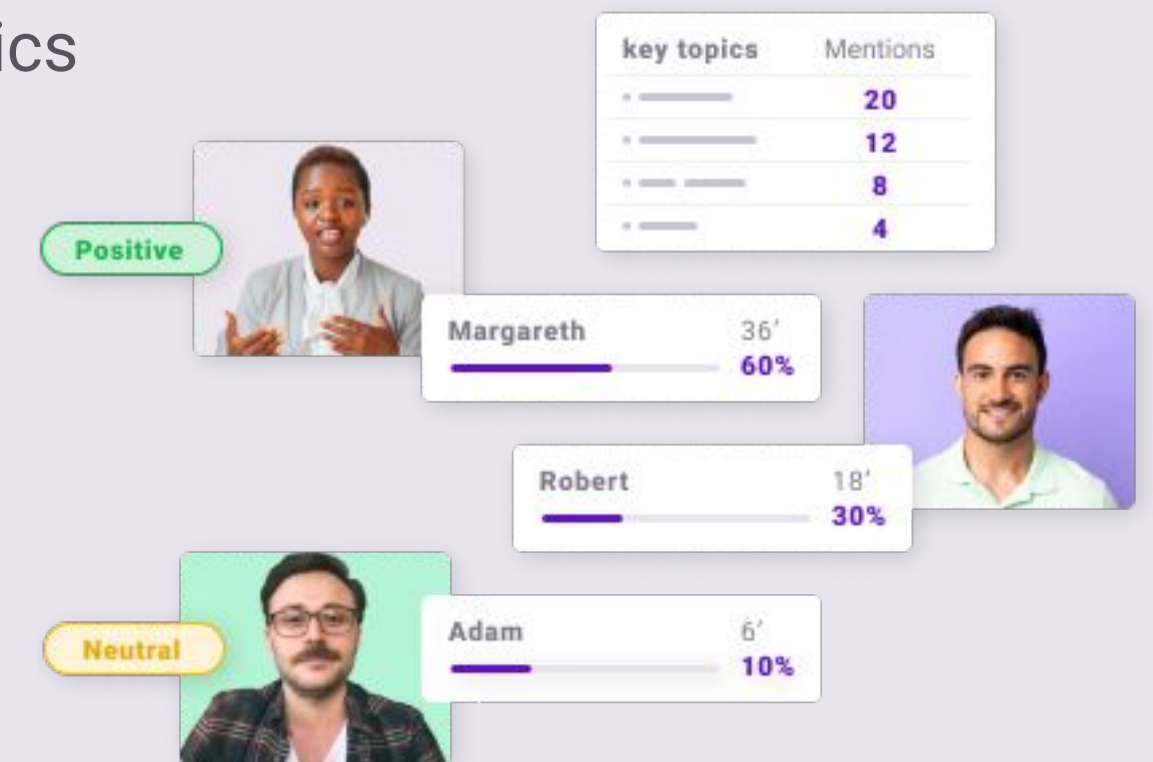 ics
key topics Mentions
20
12
8
4
Positive
Margareth 36'
60%
Robert 18'
30%
Neutral
Adam 6'
10%